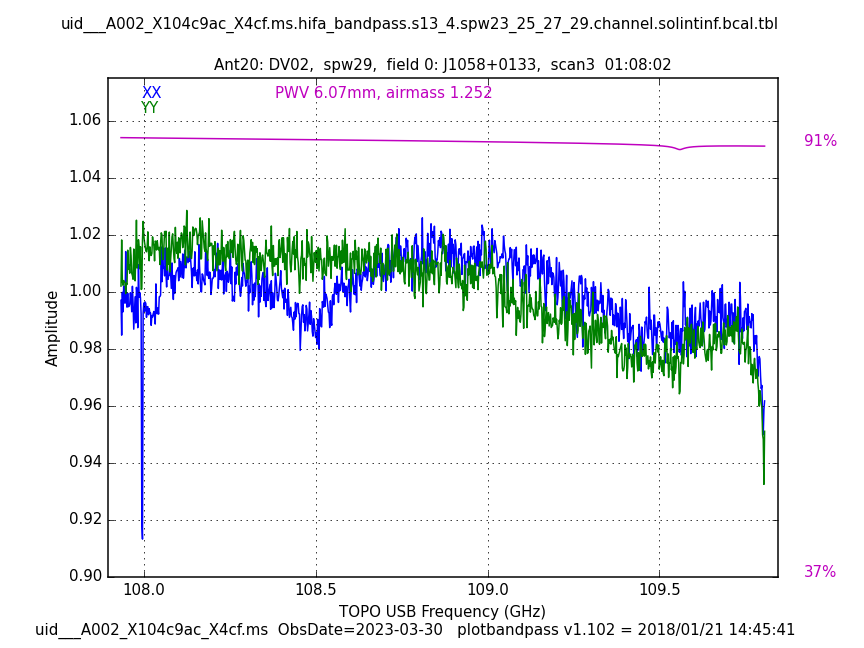 uid___A002_X104c9ac_X4cf.ms.hifa_bandpass.s13_4.spw23_25_27_29.channel.solintinf.bcal.tbl
Ant20: DV02,  spw29,  field 0: J1058+0133,  scan3  01:08:02
XX
PWV 6.07mm, airmass 1.252
YY
1.06
91%
1.04
1.02
1.00
Amplitude
0.98
0.96
0.94
0.92
0.90
37%
108.0 108.5 109.0 109.5
TOPO USB Frequency (GHz)
uid___A002_X104c9ac_X4cf.ms  ObsDate=2023-03-30   plotbandpass v1.102 = 2018/01/21 14:45:41